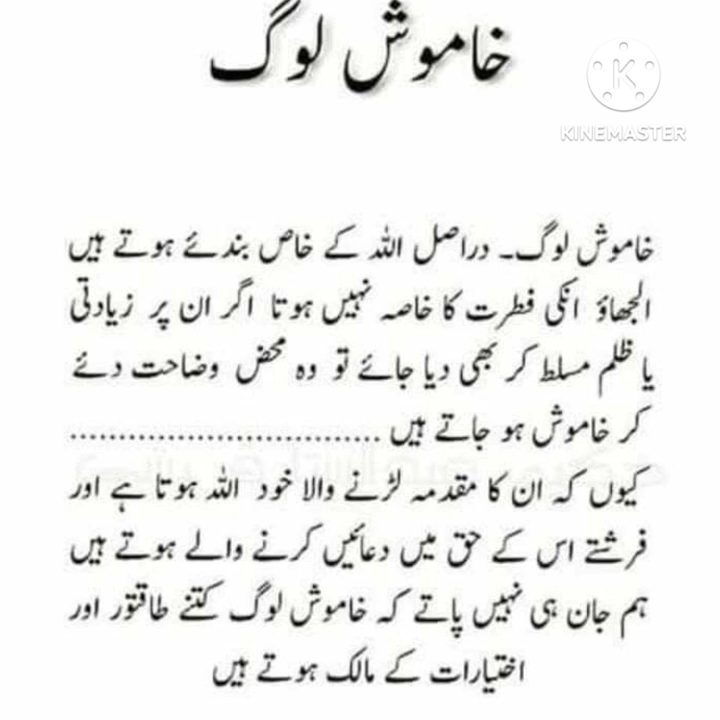 خاموش لوگ
KINEMASTER
خاموش لوگ۔ دراصل اللہ کے خاص بندئے ہوتے ہیں
الجھاؤ انکی فطرت کا خاصہ نہیں ہوتا اگر ان پر زیادتی
یا ظلم مسلط کر بھی دیا جائے تو وہ محض وضاحت دئے
کر خاموش ہو جاتے ہیں ................................
کیوں کہ ان کا مقدمہ لڑنے والا خود اللہ ہوتا ہے اور
فرشتے اس کے حق میں دعائیں کرنے والے ہوتے ہیں
ہم جان ہی نہیں پاتے کہ خاموش لوگ کتنے طاقتور اور
اختیارات کے مالک ہوتے ہیں